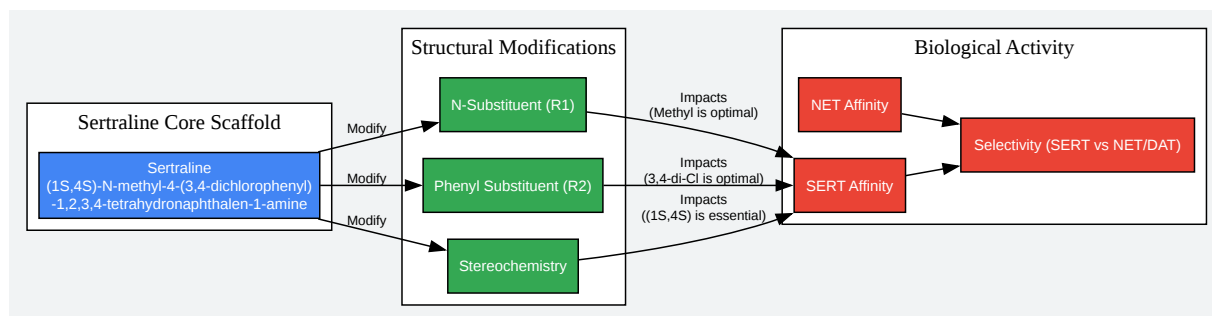 Sertraline Core Scaffold
Sertraline
(1S,4S)-N-methyl-4-(3,4-dichlorophenyl)
-1,2,3,4-tetrahydronaphthalen-1-amine
Modify
Modify
Modify
Structural Modifications
N-Substituent (R1)
Phenyl Substituent (R2)
Stereochemistry
Impacts
(Methyl is optimal)
Impacts
(3,4-di-Cl is optimal)
Impacts
((1S,4S) is essential)
Biological Activity
NET Affinity
SERT Affinity
Selectivity (SERT vs NET/DAT)